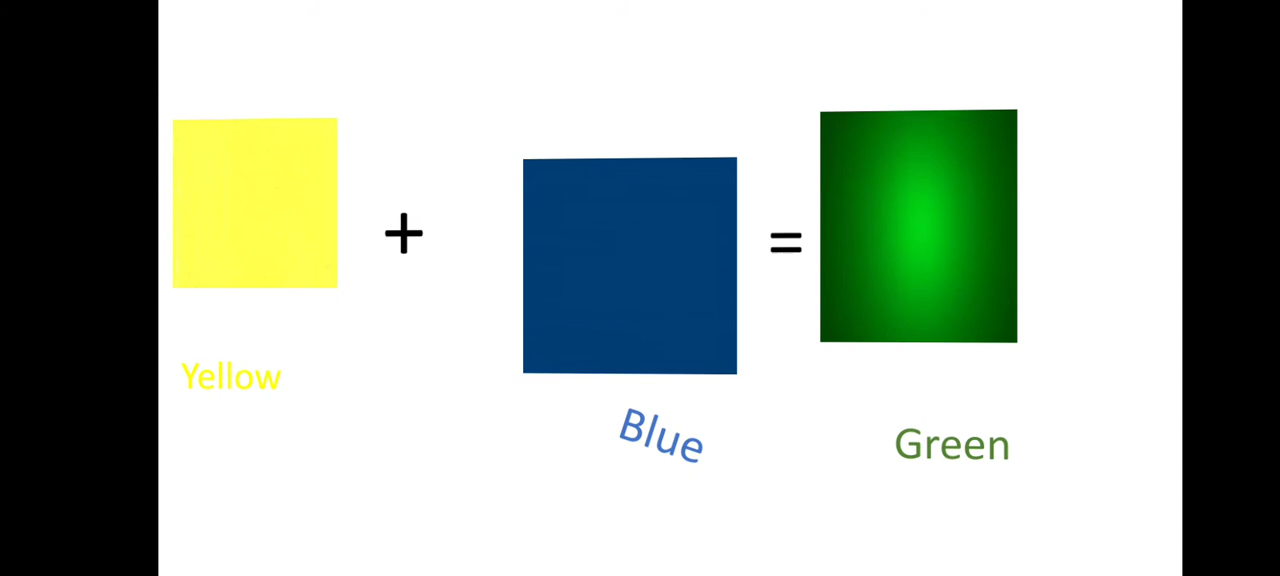 +
=
Yellow
Blue
Green